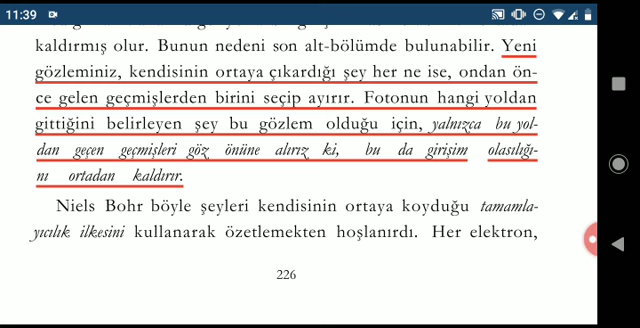 11:39
kaldırmış olur. Bunun nedeni son alt-bölümde bulunabilir. Yeni
gözleminiz, kendisinin ortaya çıkardığı şey her ne ise, ondan ön-
ce gelen geçmişlerden birini seçip ayırır. Fotonun hangi yoldan
gittiğini belirleyen şey bu gözlem olduğu için, yalnızca bu yol-
dan geçen geçmişleri göz önüne alırız ki, bu da girişim olasılığı-
nı ortadan kaldırır.
Niels Bohr böyle şeyleri kendisinin ortaya koyduğu tamamla-
yıcılık ilkesini kullanarak özetlemekten hoşlanırdı. Her elektron,
226